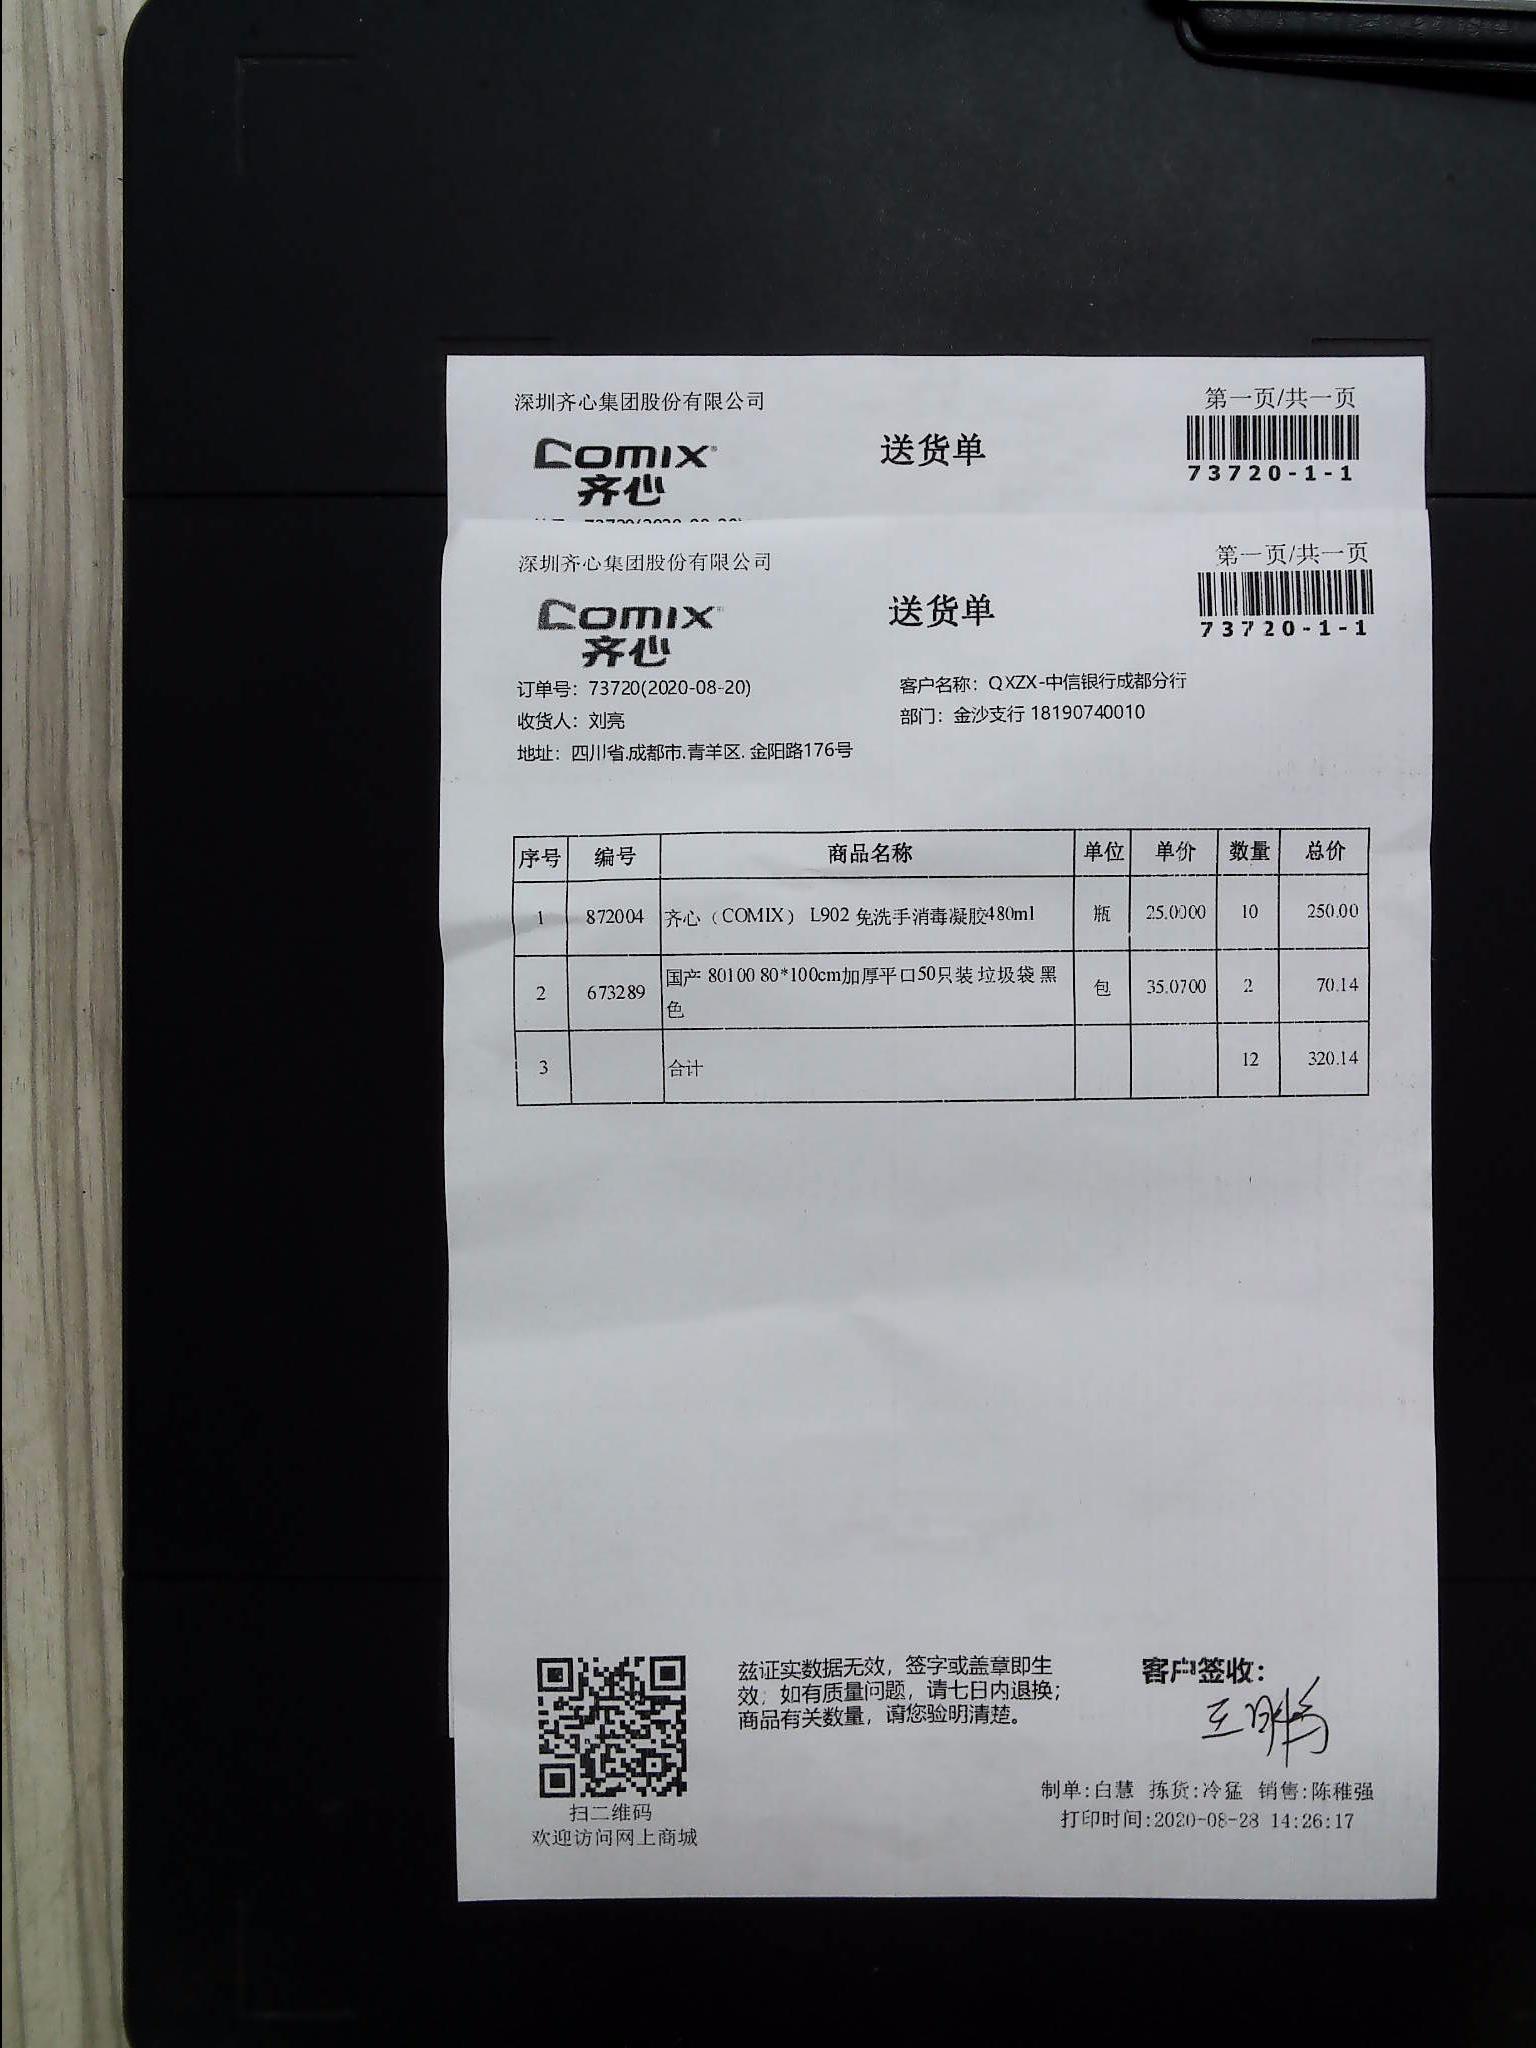 深圳齐心集团股份有限公司
第一页/共一页
COMIX
齐心
送货单
73720-1-1
73720(2020-08-20)
深圳齐心集团股份有限公司
第一页/共一页
COMIX
齐心
送货单
73720-1-1
订单号：73720(2020-08-20)
客户名称：QXZX-中信银行成都分行
收货人：刘亮
部门：金沙支行 18190740010
地址：四川省.成都市.青羊区. 金阳路176号
序号 编号 商品名称 单位 单价 数量 总价
1 872004 齐心（COMIX） L902 免洗手消毒凝胶480ml 瓶 25.0000 10 250.00
2 673289 国产 80100 80*100cm加厚平口50只装 垃圾袋 黑 包 35.0700 2 70.14
色
3 合计 12 320.14
兹证实数据无效，签字或盖章即生
效；如有质量问题，请七日内退换；
商品有关数量，请您验明清楚。
客户签收：
制单:白慧 拣货:冷猛 销售:陈稚强
打印时间:2020-08-28 14:26:17
扫二维码
欢迎访问网上商城